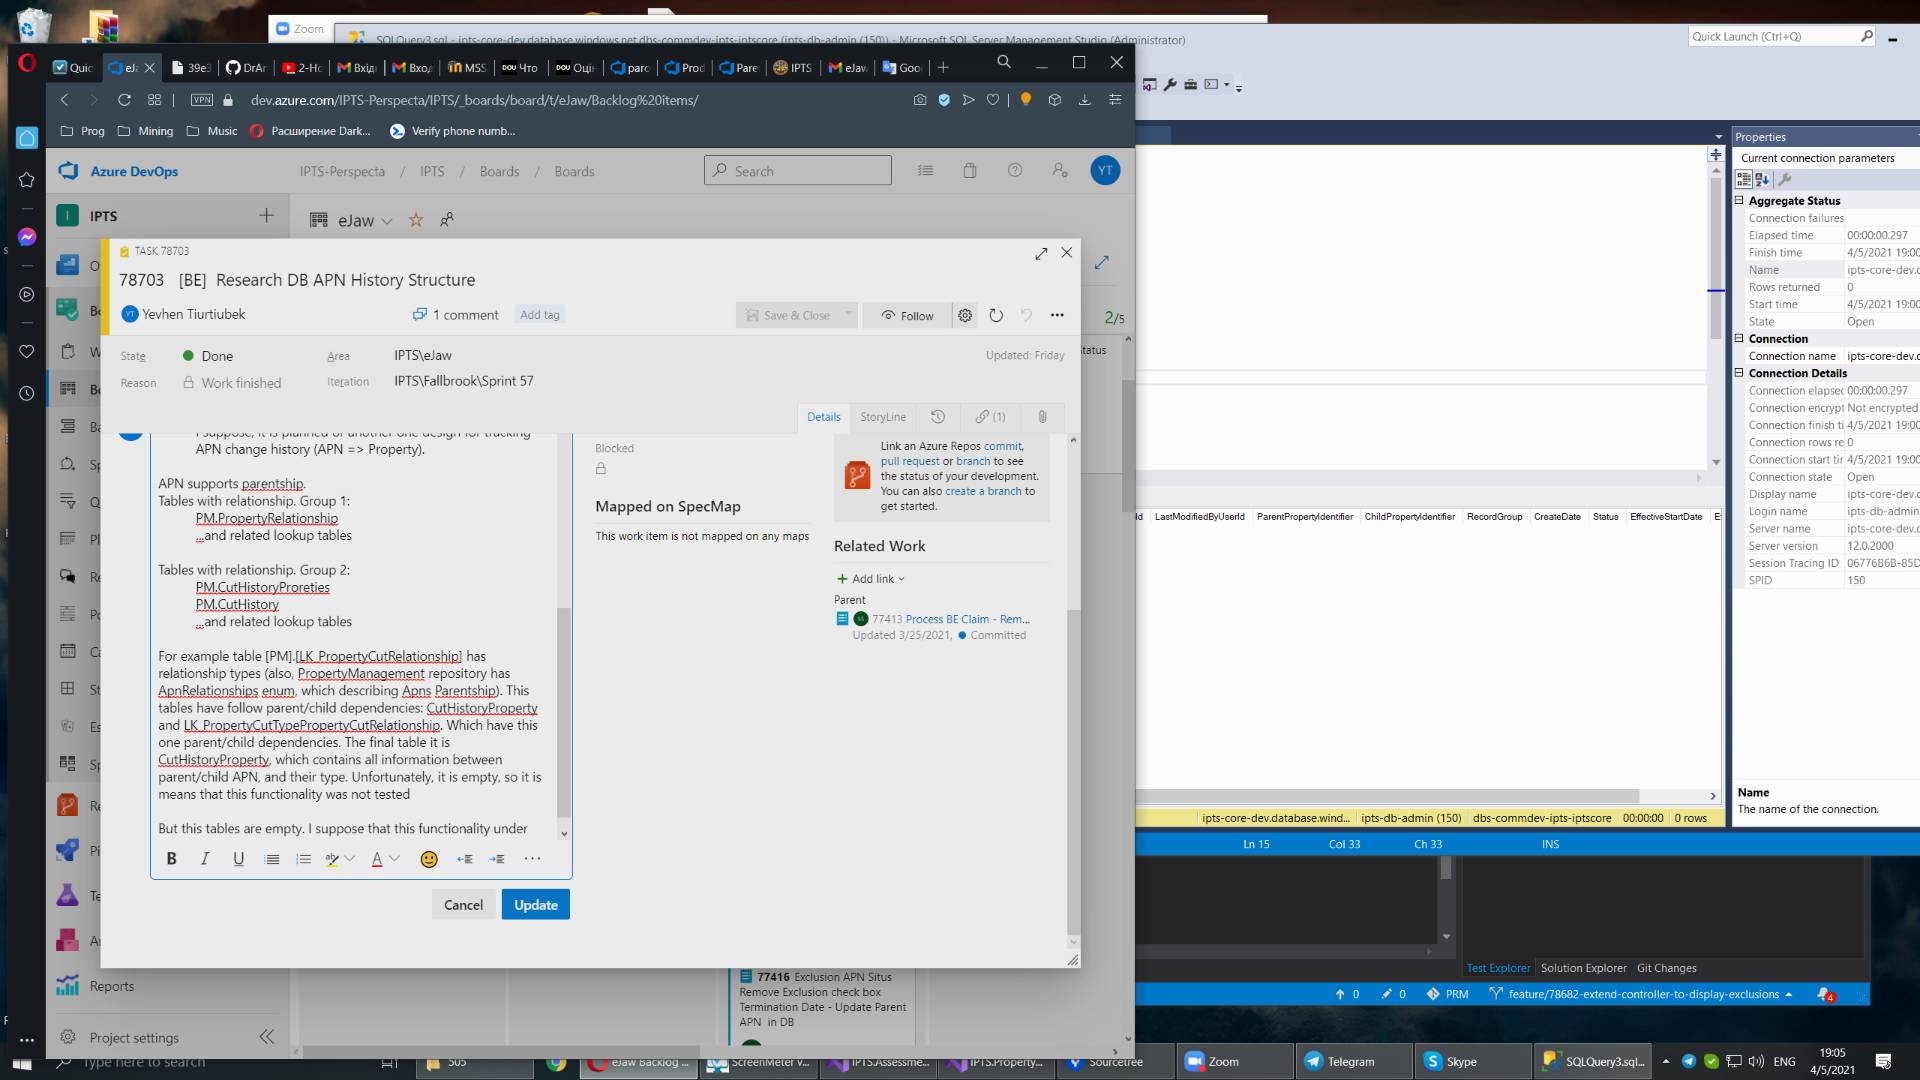 Zoom
SQLQuery3.sql - ipts-core-dev.database.windows.net.dbs-commdev-ipts-iptscore (ipts-db-admin (150)) - Microsoft SQL Server Management Studio (Administrator)
Quick Launch (Ctrl+Q)
Quic
eJa
39e3
DrAr
2-Hc
Вхід
Вход
MSS
Что
Оцін
paro
Prod
Pare
IPTS
eJaw
Goo
VPN
dev.azure.com/IPTS-Perspecta/IPTS/_boards/board/t/eJaw/Backlog%20items/
Prog
Mining
Music
Расширение Dark...
Verify phone numb...
Azure DevOps
IPTS-Perspecta / IPTS / Boards / Boards
Search
YT
I
IPTS
eJaw
TASK 78703
78703 [BE] Research DB APN History Structure
YT
Yevhen Tiurtiubek
1 comment
Add tag
Save & Close
Follow
2/5
State
Done
Area
IPTS\eJaw
Updated: Friday
Reason
Work finished
Iteration
IPTS\Fallbrook\Sprint 57
Details
StoryLine
(1)
APN change history (APN => Property).
APN supports parentship.
Tables with relationship. Group 1:
PM.PropertyRelationship
...and related lookup tables
Tables with relationship. Group 2:
PM.CutHistoryProreties
PM.CutHistory
...and related lookup tables
For example table [PM].[LK_PropertyCutRelationship] has
relationship types (also, PropertyManagement repository has
ApnRelationships enum, which describing Apns Parentship). This
tables have follow parent/child dependencies: CutHistoryProperty
and LK_PropertyCutTypePropertyCutRelationship. Which have this
one parent/child dependencies. The final table it is
CutHistoryProperty, which contains all information between
parent/child APN, and their type. Unfortunately, it is empty, so it is
means that this functionality was not tested
But this tables are empty. I suppose that this functionality under
B I U
A
Cancel
Update
Blocked
Mapped on SpecMap
This work item is not mapped on any maps
Link an Azure Repos commit,
pull request or branch to see
the status of your development.
You can also create a branch to
get started.
Related Work
Add link
Parent
77413 Process BE Claim - Rem...
Updated 3/25/2021, Committed
77416 Exclusion APN Situs
Remove Exclusion check box
Termination Date - Update Parent
APN in DB
Reports
Project settings
LastModifiedByUserId
ParentPropertyIdentifier
ChildPropertyIdentifier
RecordGroup
CreateDate
Status
EffectiveStartDate
ipts-core-dev.database.wind...
ipts-db-admin (150)
dbs-commdev-ipts-iptscore
00:00:00
0 rows
Ln 15
Col 33
Ch 33
INS
Properties
Current connection parameters
Aggregate Status
Connection failures
Elapsed time 00:00:00.297
Finish time 4/5/2021 19:00
Name ipts-core-dev.d
Rows returned 0
Start time 4/5/2021 19:00
State Open
Connection
Connection name ipts-core-dev.d
Connection Details
Connection elapsed 00:00:00.297
Connection encrypt Not encrypted
Connection finish ti 4/5/2021 19:00
Connection rows re 0
Connection start tir 4/5/2021 19:00
Connection state Open
Display name ipts-core-dev.d
Login name ipts-db-admin
Server name ipts-core-dev.d
Server version 12.0.2000
Session Tracing ID 06776B6B-85D
SPID 150
Name
The name of the connection.
Test Explorer
Solution Explorer
Git Changes
0
0
PRM
feature/78682-extend-controller-to-display-exclusions
4
Type here to search
505
eJaw Backlog ...
ScreenMeter v...
IPTS.Assessme...
IPTS.Property...
Sourcetree
Zoom
Telegram
Skype
SQLQuery3.sql...
ENG
19:05
4/5/2021